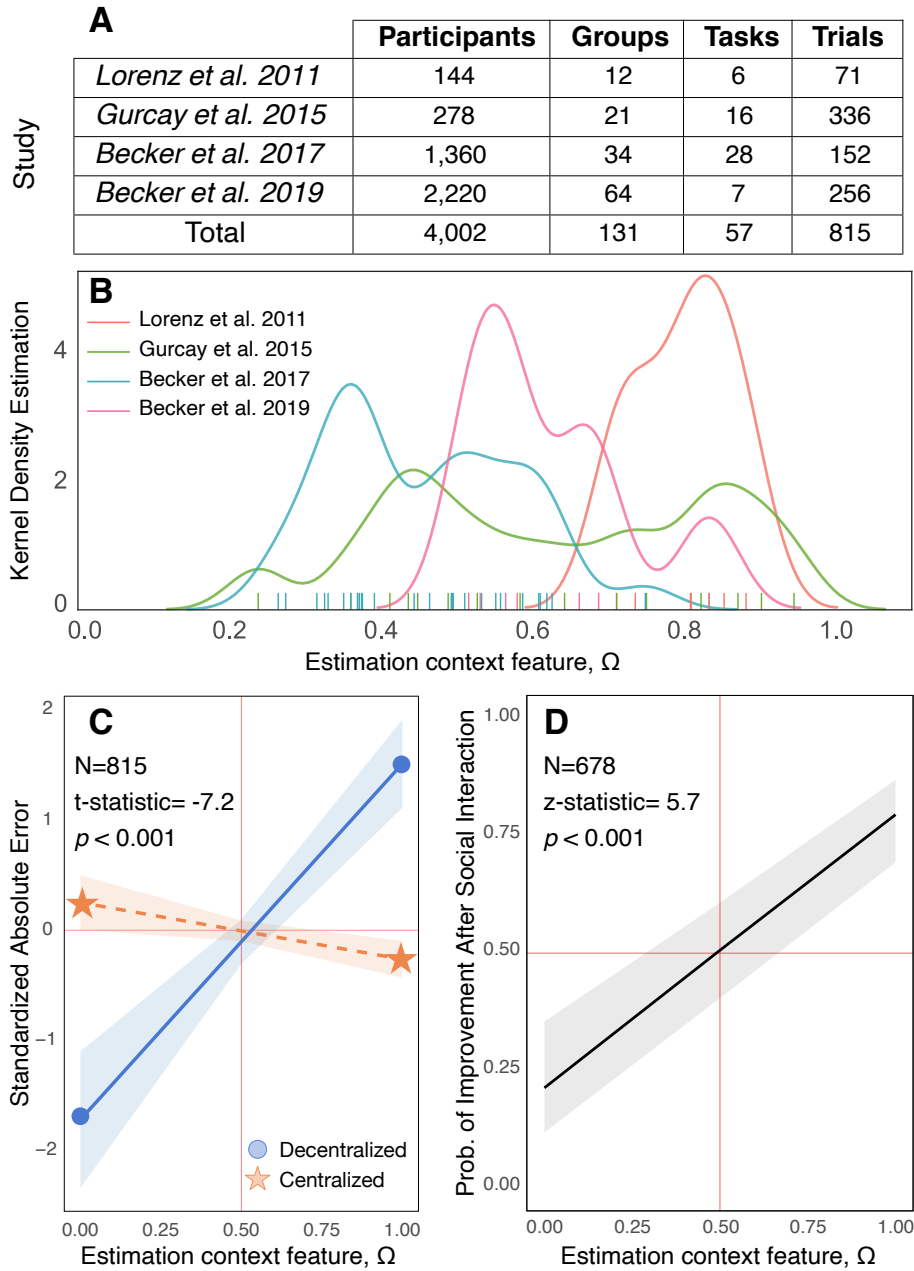 A
Participants Groups Tasks Trials
Study
Lorenz et al. 2011 144 12 6 71
Gurcay et al. 2015 278 21 16 336
Becker et al. 2017 1,360 34 28 152
Becker et al. 2019 2,220 64 7 256
Total 4,002 131 57 815
B
Kernel Density Estimation
Lorenz et al. 2011
Gurcay et al. 2015
Becker et al. 2017
Becker et al. 2019
4
2
0
0.0 0.2 0.4 0.6 0.8 1.0
Estimation context feature, Ω
C
Standardized Absolute Error
N=815
t-statistic= -7.2
p < 0.001
2
1
0
−1
−2
Decentralized
Centralized
0.00 0.25 0.50 0.75 1.00
Estimation context feature, Ω
D
Prob. of Improvement After Social Interaction
N=678
z-statistic= 5.7
p < 0.001
1.00
0.75
0.50
0.25
0.00
0.00 0.25 0.50 0.75 1.00
Estimation context feature, Ω